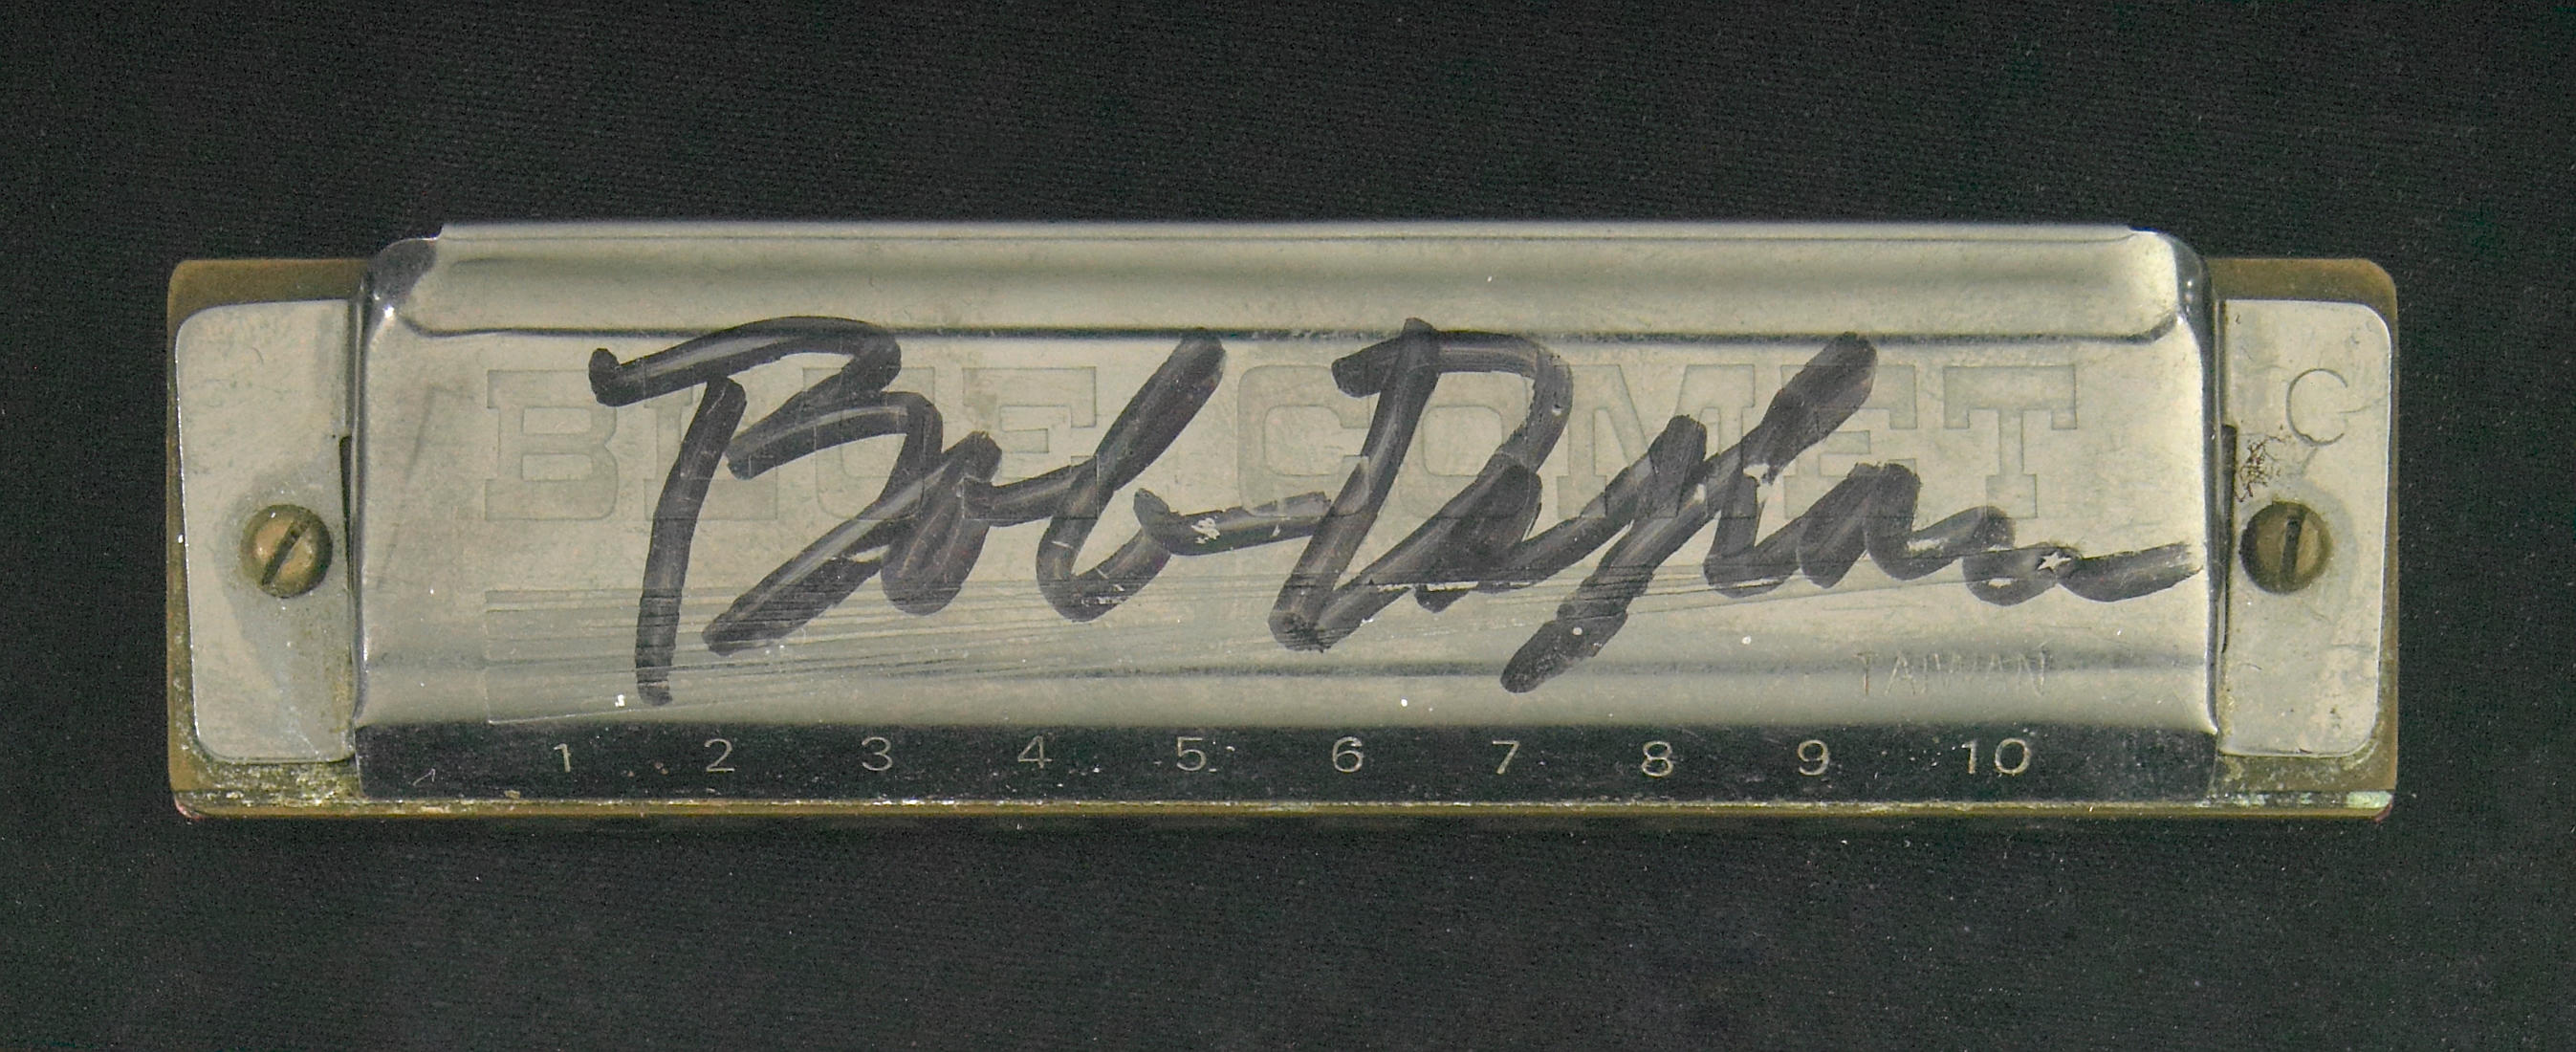 BLUE COMET
C
Bob Dylan
TAIWAN
1 2 3 4 5 6 7 8 9 10